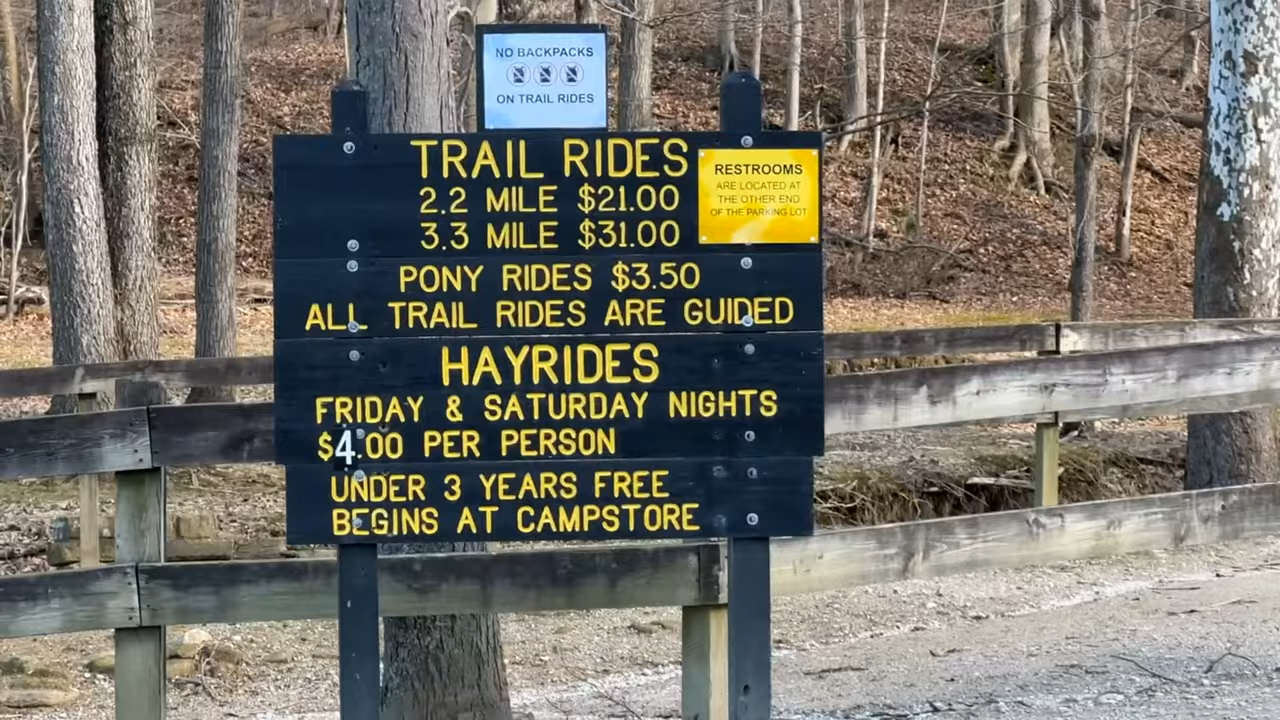 NO BACKPACKS
ON TRAIL RIDES
TRAIL RIDES
2.2 MILE $21.00
3.3 MILE $31.00
RESTROOMS
ARE LOCATED AT
THE OTHER END
OF THE PARKING LOT
PONY RIDES $3.50
ALL TRAIL RIDES ARE GUIDED
HAYRIDES
FRIDAY & SATURDAY NIGHTS
$4.00 PER PERSON
UNDER 3 YEARS FREE
BEGINS AT CAMPSTORE